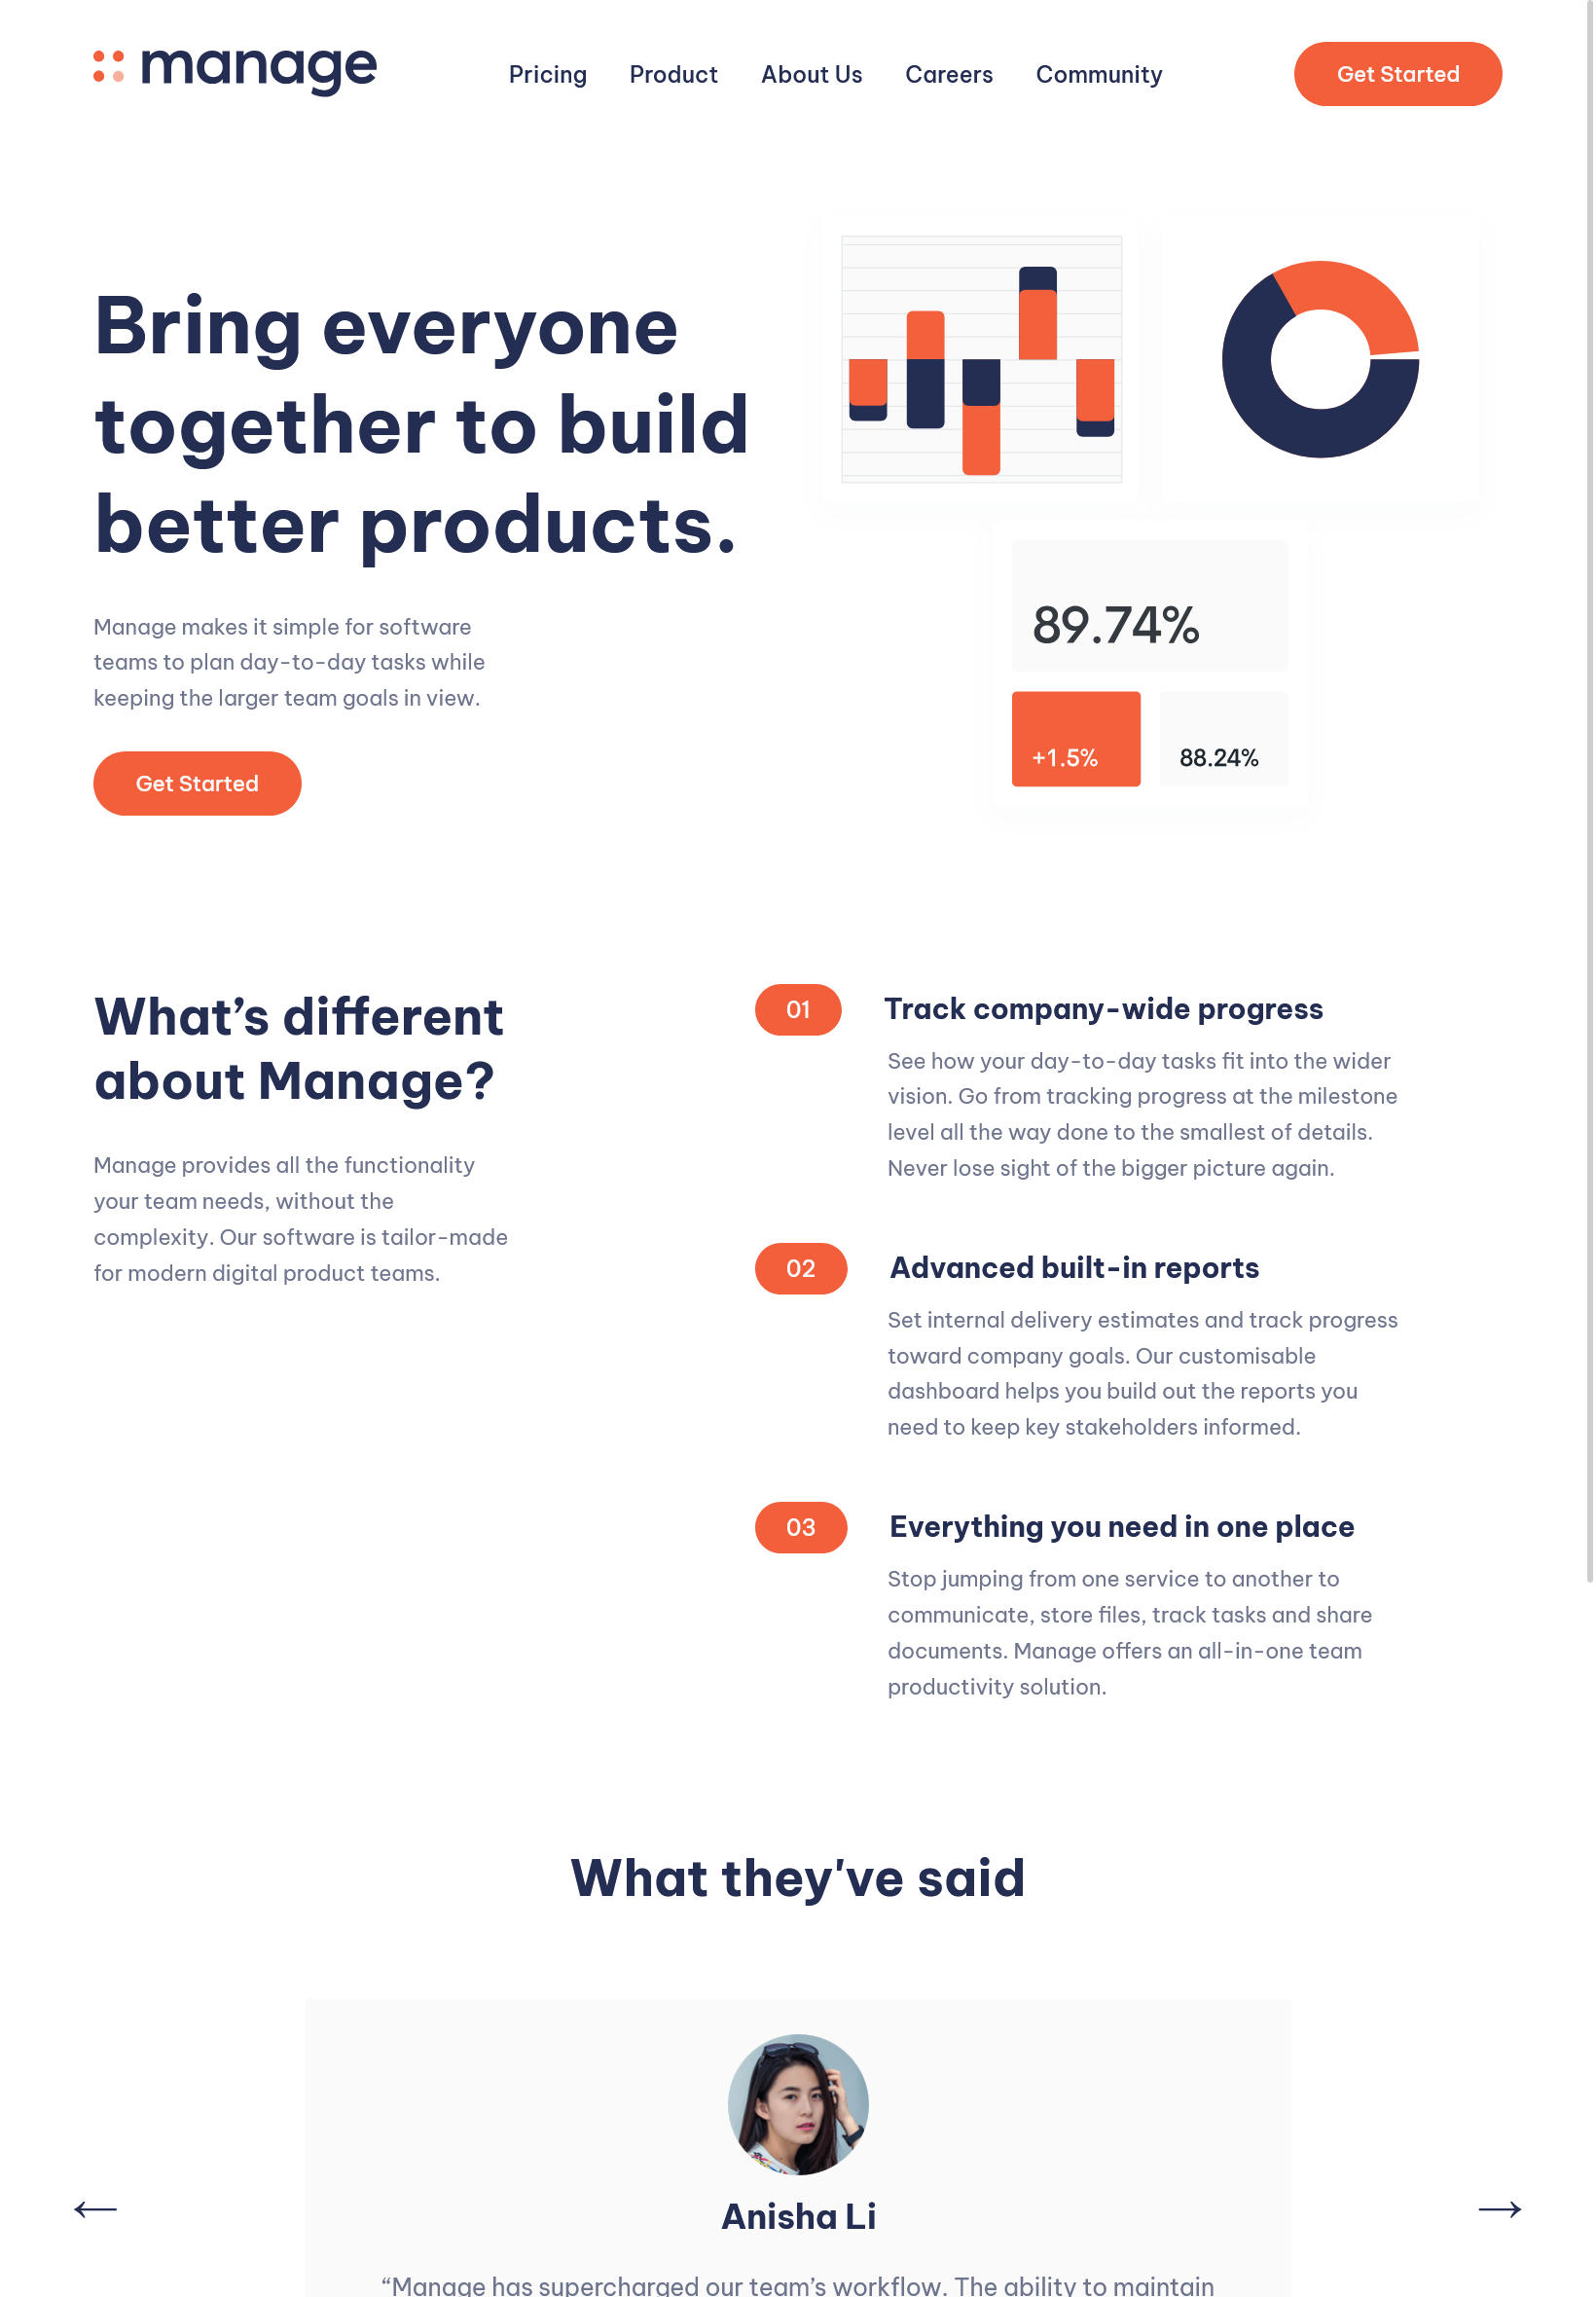 manage
Pricing
Product
About Us
Careers
Community
Get Started
Bring everyone
together to build
better products.
Manage makes it simple for software
teams to plan day-to-day tasks while
keeping the larger team goals in view.
Get Started
89.74%
+1.5%
88.24%
What’s different
about Manage?
Manage provides all the functionality
your team needs, without the
complexity. Our software is tailor-made
for modern digital product teams.
01
Track company-wide progress
See how your day-to-day tasks fit into the wider
vision. Go from tracking progress at the milestone
level all the way done to the smallest of details.
Never lose sight of the bigger picture again.
02
Advanced built-in reports
Set internal delivery estimates and track progress
toward company goals. Our customisable
dashboard helps you build out the reports you
need to keep key stakeholders informed.
03
Everything you need in one place
Stop jumping from one service to another to
communicate, store files, track tasks and share
documents. Manage offers an all-in-one team
productivity solution.
What they've said
Anisha Li
“Manage has supercharged our team’s workflow. The ability to maintain